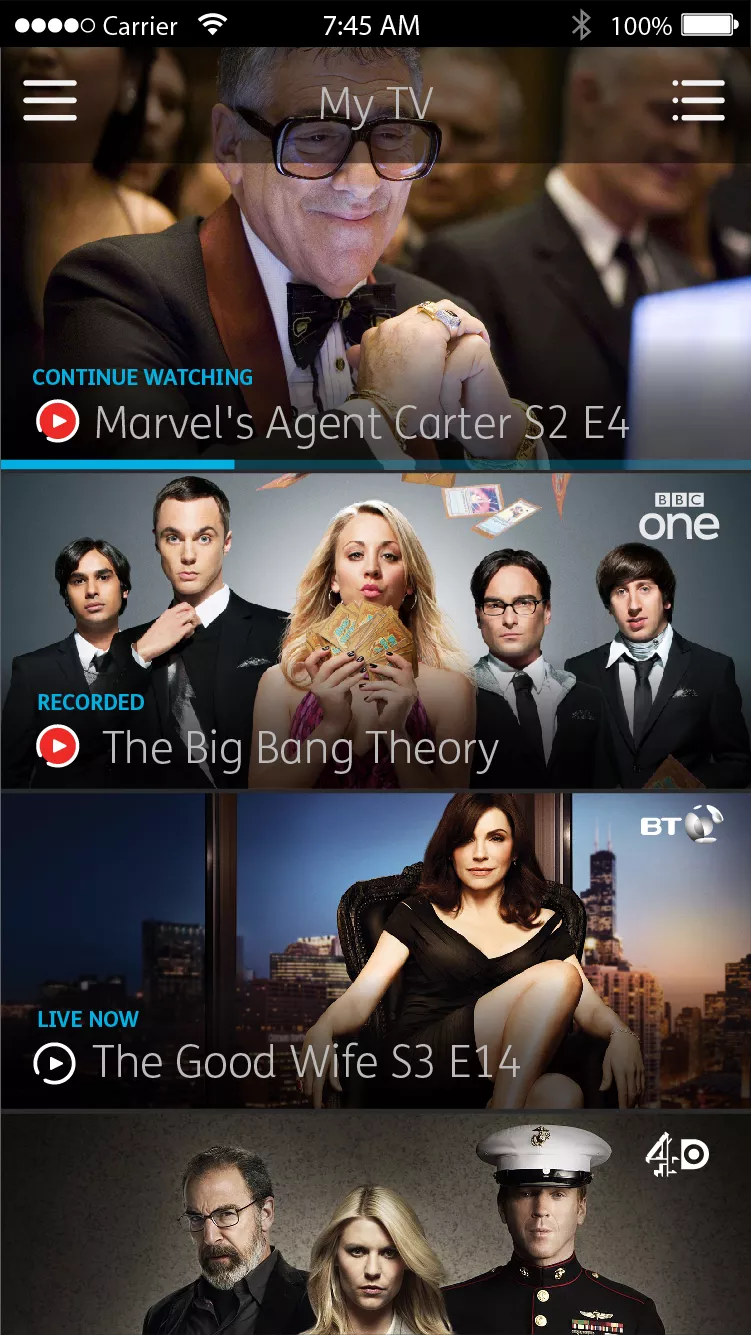 Carrier 7:45 AM 100%
My TV
CONTINUE WATCHING
Marvel's Agent Carter S2 E4
BBC
one
RECORDED
The Big Bang Theory
BT
LIVE NOW
The Good Wife S3 E14
4oD